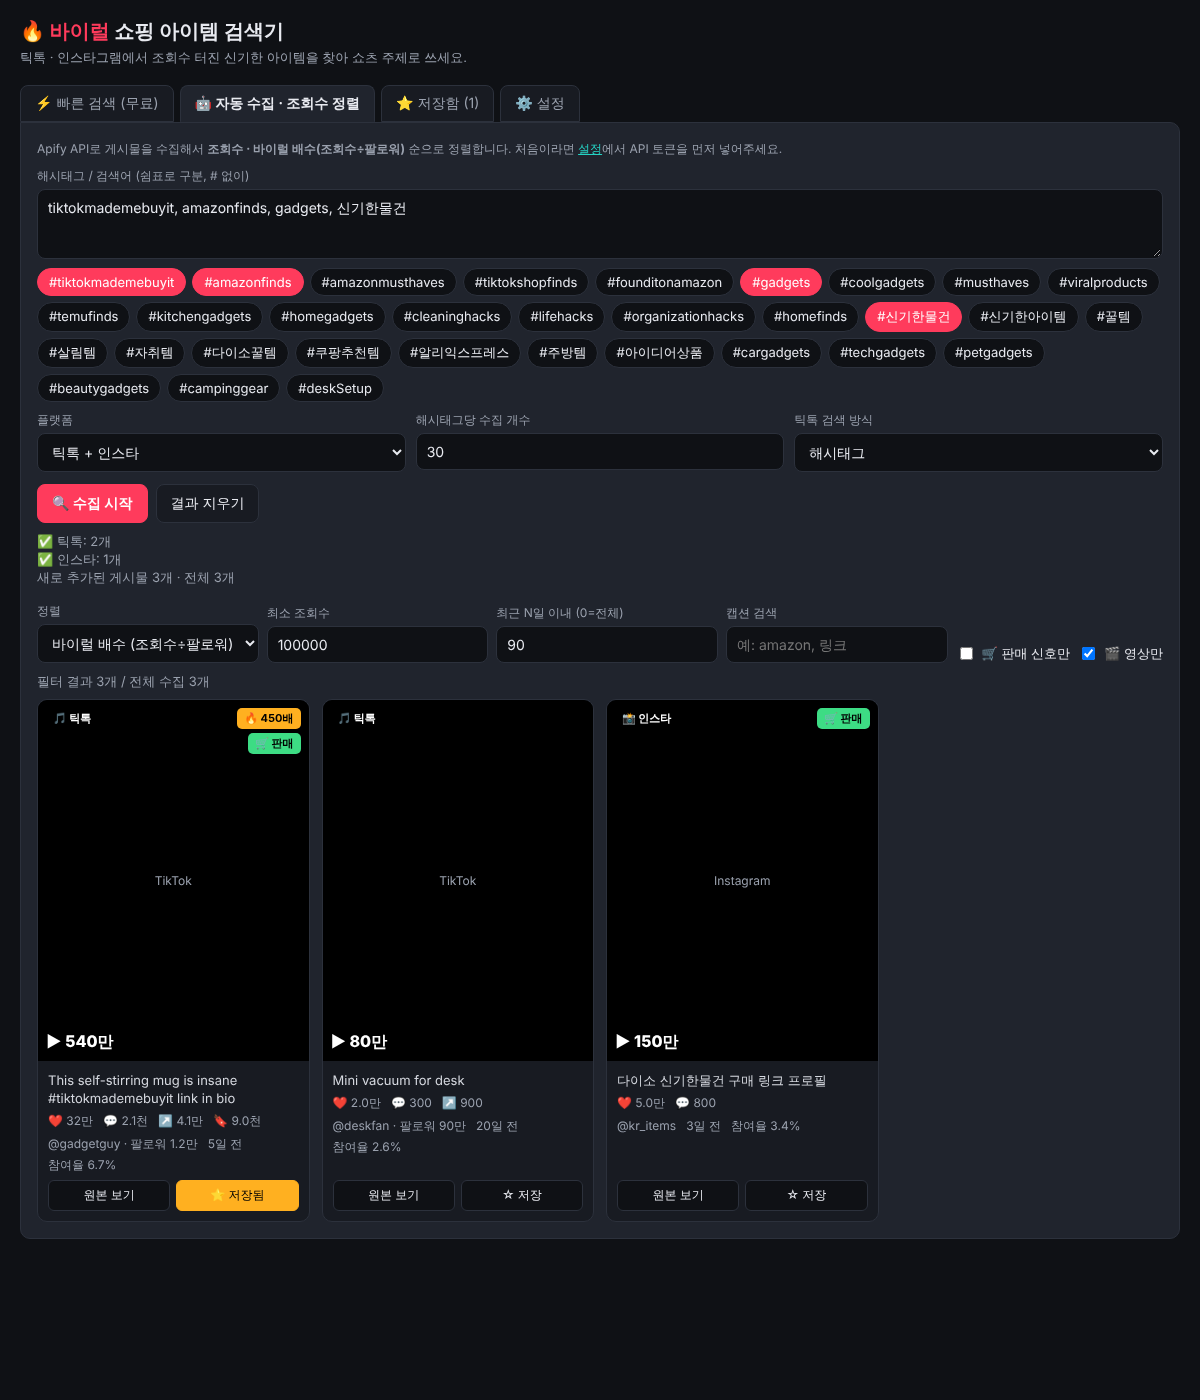 🔥 바이럴 쇼핑 아이템 검색기
틱톡 · 인스타그램에서 조회수 터진 신기한 아이템을 찾아 쇼츠 주제로 쓰세요.
⚡ 빠른 검색 (무료) 🤖 자동 수집 · 조회수 정렬 ⭐ 저장함 (1) ⚙️ 설정
Apify API로 게시물을 수집해서 조회수 · 바이럴 배수(조회수÷팔로워) 순으로 정렬합니다. 처음이라면 설정에서 API 토큰을 먼저 넣어주세요.
해시태그 / 검색어 (쉼표로 구분, # 없이)
tiktokmademebuyit, amazonfinds, gadgets, 신기한물건
#tiktokmademebuyit #amazonfinds #amazonmusthaves #tiktokshopfinds #founditonamazon #gadgets #coolgadgets #musthaves #viralproducts
#temufinds #kitchengadgets #homegadgets #cleaninghacks #lifehacks #organizationhacks #homefinds #신기한물건 #신기한아이템 #꿀템
#살림템 #자취템 #다이소꿀템 #쿠팡추천템 #알리익스프레스 #주방템 #아이디어상품 #cargadgets #techgadgets #petgadgets
#beautygadgets #campinggear #deskSetup
플랫폼 해시태그당 수집 개수 틱톡 검색 방식
틱톡 + 인스타 30 해시태그
🔍 수집 시작 결과 지우기
✅ 틱톡: 2개
✅ 인스타: 1개
새로 추가된 게시물 3개 · 전체 3개
정렬 최소 조회수 최근 N일 이내 (0=전체) 캡션 검색
바이럴 배수 (조회수÷팔로워) 100000 90 예: amazon, 링크 🛒 판매 신호만 🎬 영상만
필터 결과 3개 / 전체 수집 3개
🎵 틱톡 🔥 450배
🛒 판매
TikTok
▶ 540만
This self-stirring mug is insane
#tiktokmademebuyit link in bio
❤️ 32만 💬 2.1천 ↗️ 4.1만 🔖 9.0천
@gadgetguy · 팔로워 1.2만 5일 전
참여율 6.7%
원본 보기 ⭐ 저장됨
🎵 틱톡
TikTok
▶ 80만
Mini vacuum for desk
❤️ 2.0만 💬 300 ↗️ 900
@deskfan · 팔로워 90만 20일 전
참여율 2.6%
원본 보기 ☆ 저장
📸 인스타 🛒 판매
Instagram
▶ 150만
다이소 신기한물건 구매 링크 프로필
❤️ 5.0만 💬 800
@kr_items 3일 전 참여율 3.4%
원본 보기 ☆ 저장